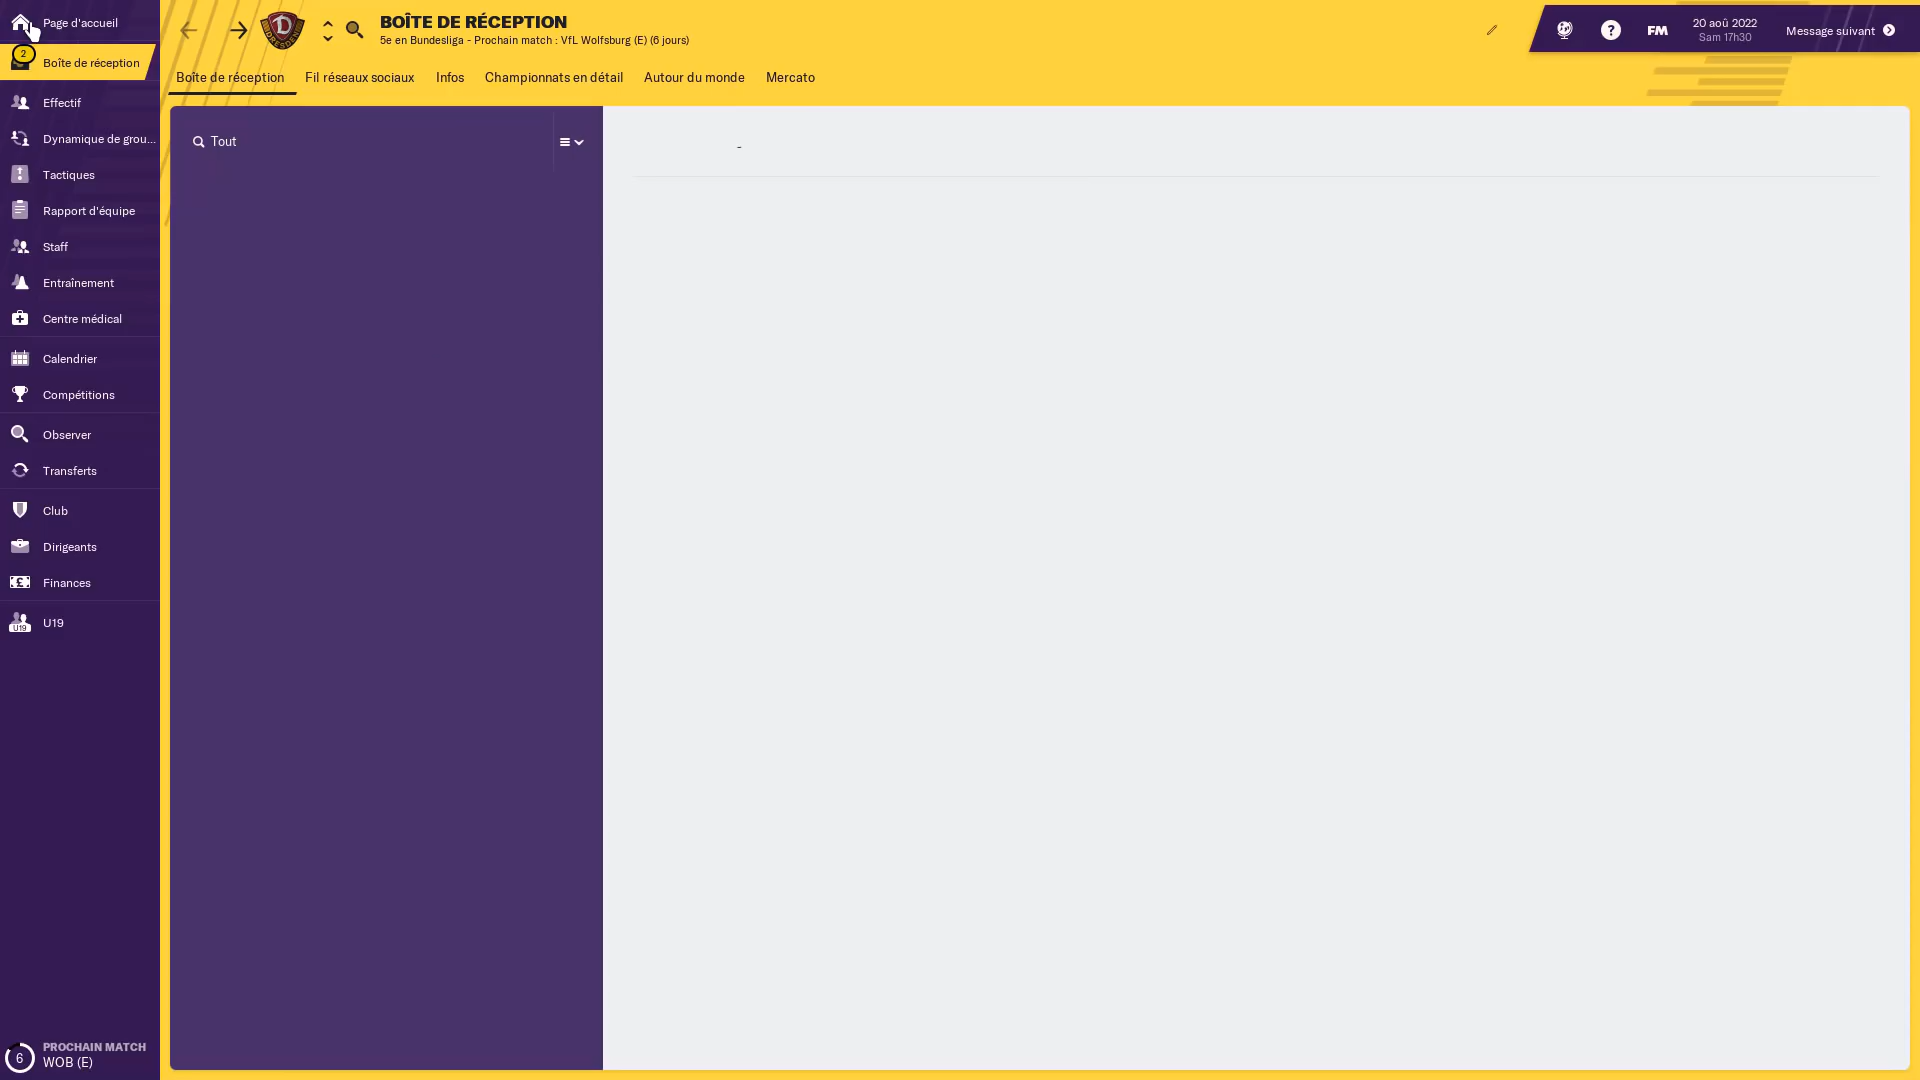 Page d'accueil
2
Boîte de réception
Effectif
Dynamique de grou...
Tactiques
Rapport d'équipe
Staff
Entraînement
Centre médical
Calendrier
Compétitions
Observer
Transferts
Club
Dirigeants
Finances
U19
U19
6
PROCHAIN MATCH
WOB (E)
BOÎTE DE RÉCEPTION
5e en Bundesliga - Prochain match : VfL Wolfsburg (E) (6 jours)
?
FM
20 aoû 2022
Sam 17h30
Message suivant
Boîte de réception
Fil réseaux sociaux
Infos
Championnats en détail
Autour du monde
Mercato
Tout
-